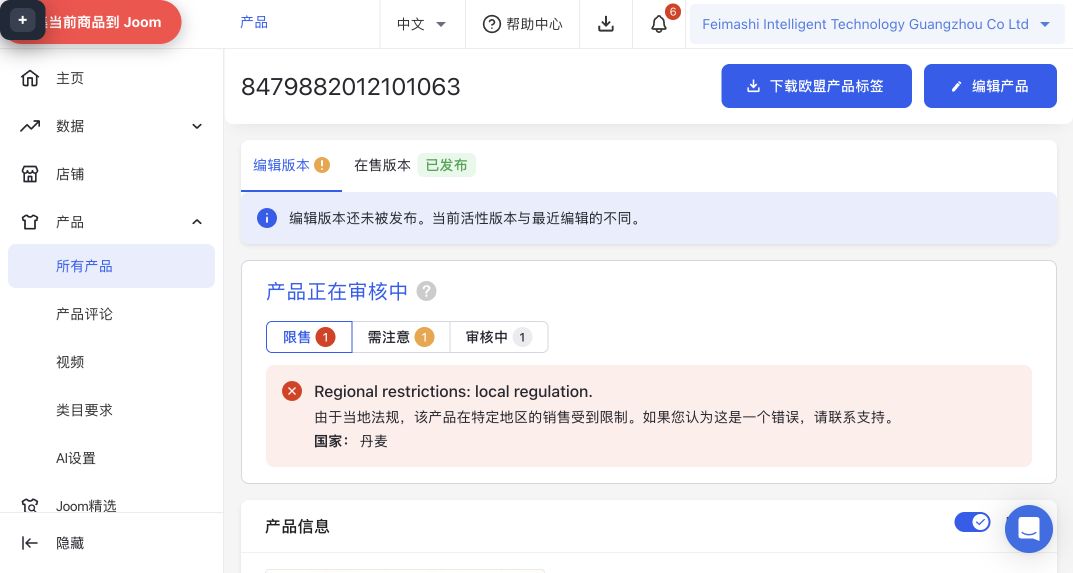 当前商品到 Joom
产品
中文
帮助中心
6
Feimashi Intelligent Technology Guangzhou Co Ltd
主页
数据
店铺
产品
所有产品
产品评论
视频
类目要求
AI设置
Joom精选
隐藏
8479882012101063
下载欧盟产品标签
编辑产品
编辑版本
在售版本 已发布
编辑版本还未被发布。当前活性版本与最近编辑的不同。
产品正在审核中
限售 1
需注意 1
审核中 1
Regional restrictions: local regulation.
由于当地法规，该产品在特定地区的销售受到限制。如果您认为这是一个错误，请联系支持。
国家： 丹麦
产品信息